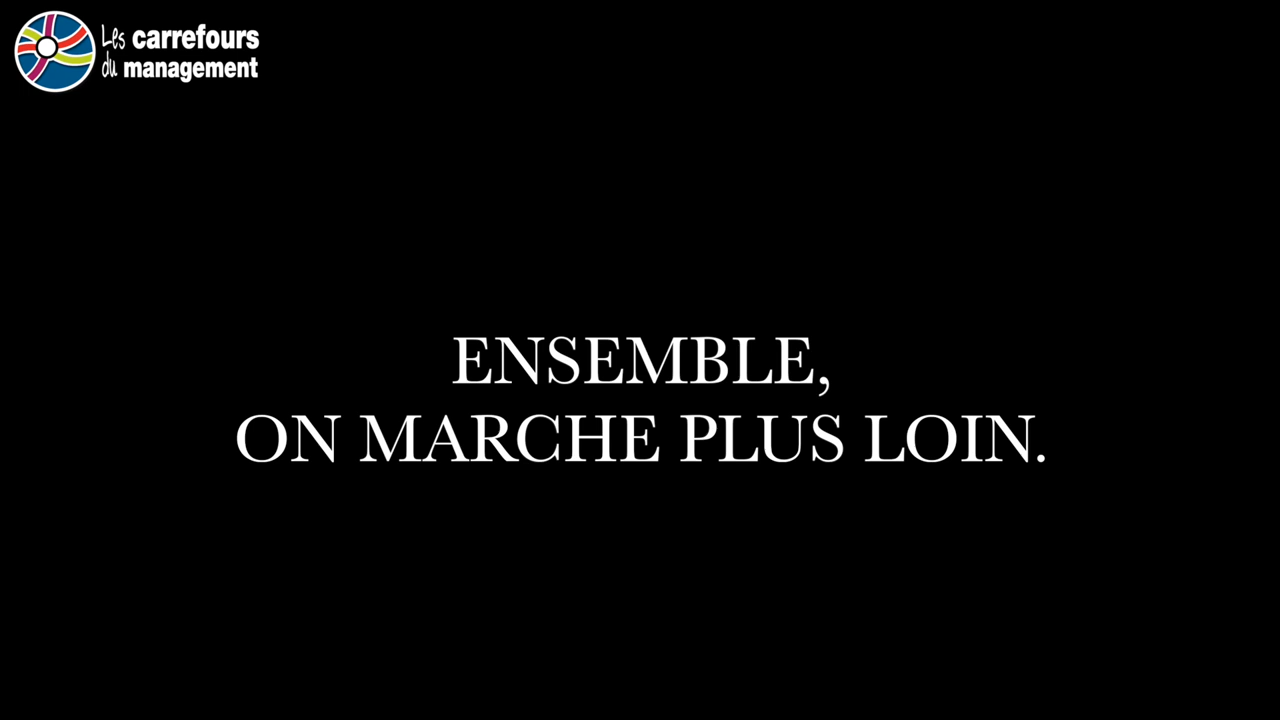 Les carrefours
du management
ENSEMBLE,
ON MARCHE PLUS LOIN.